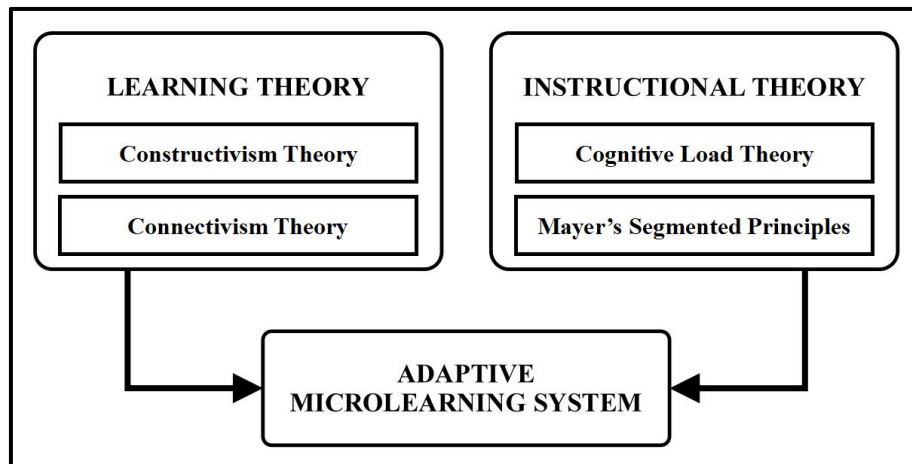 LEARNING THEORY
Constructivism Theory
Connectivism Theory
INSTRUCTIONAL THEORY
Cognitive Load Theory
Mayer’s Segmented Principles
ADAPTIVE
MICROLEARNING SYSTEM